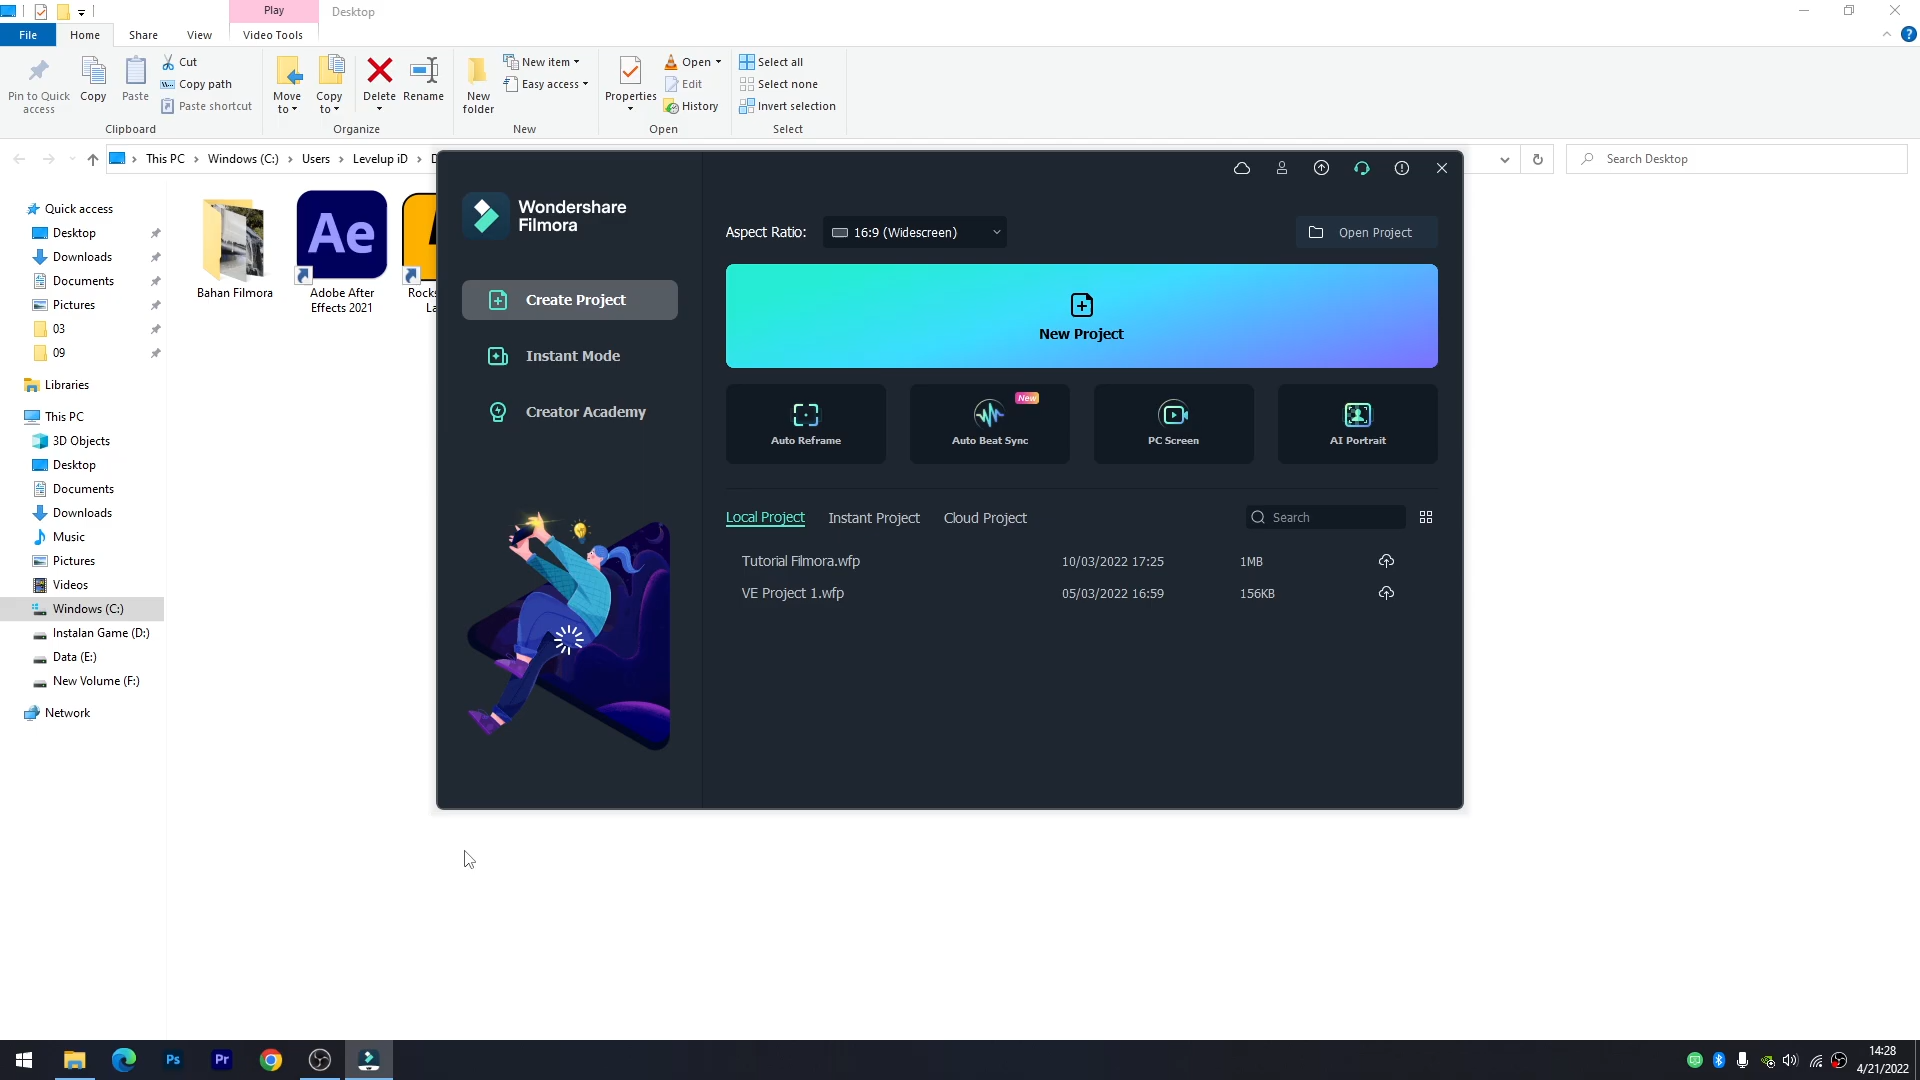 Play
Desktop
File
Home
Share
View
Video Tools
Pin to Quick
access
Copy
Paste
Cut
Copy path
Paste shortcut
Clipboard
Move
to
Copy
to
Delete
Rename
Organize
New
folder
New item
Easy access
New
Properties
Open
Edit
History
Open
Select all
Select none
Invert selection
Select
This PC
Windows (C:)
Users
Levelup iD
Search Desktop
Quick access
Desktop
Downloads
Documents
Pictures
03
09
Libraries
This PC
3D Objects
Desktop
Documents
Downloads
Music
Pictures
Videos
Windows (C:)
Instalan Game (D:)
Data (E:)
New Volume (F:)
Network
Bahan Filmora
Ae
Adobe After
Effects 2021
Wondershare
Filmora
Create Project
Instant Mode
Creator Academy
Aspect Ratio:
16:9 (Widescreen)
Open Project
New Project
Auto Reframe
New
Auto Beat Sync
PC Screen
AI Portrait
Local Project
Instant Project
Cloud Project
Search
Tutorial Filmora.wfp
10/03/2022 17:25
1MB
VE Project 1.wfp
05/03/2022 16:59
156KB
Ps
Pr
14:28
4/21/2022